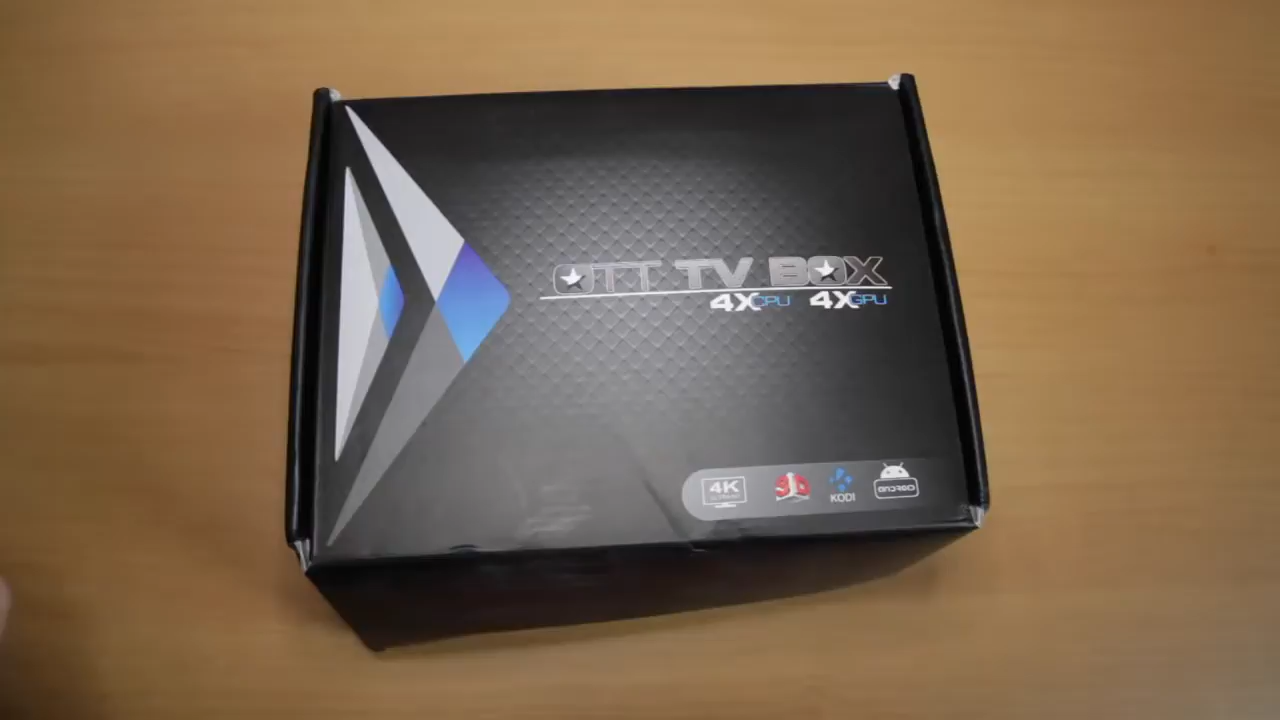 OTT TV BOX
4XCPU 4XGPU
4K
3D
KODI
ANDROID